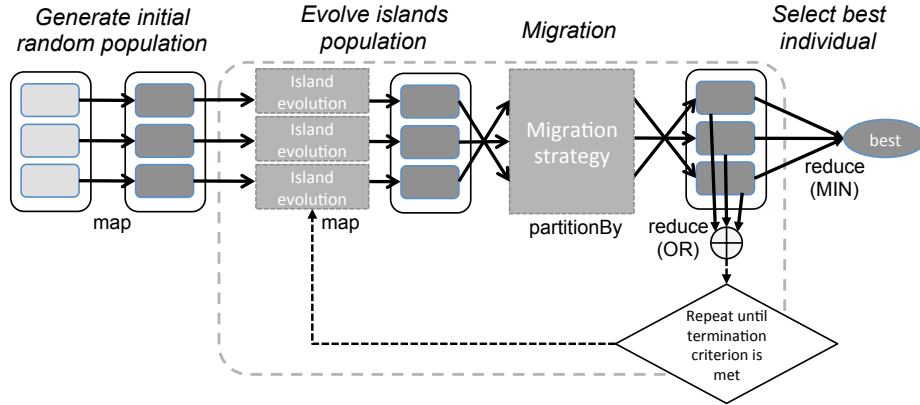 Generate initial
random population
Evolve islands
population
Migration
Select best
individual
Island
evolution
Island
evolution
Island
evolution
Migration
strategy
best
map
map
partitionBy
reduce
(OR)
reduce
(MIN)
Repeat until
termination
criterion is
met